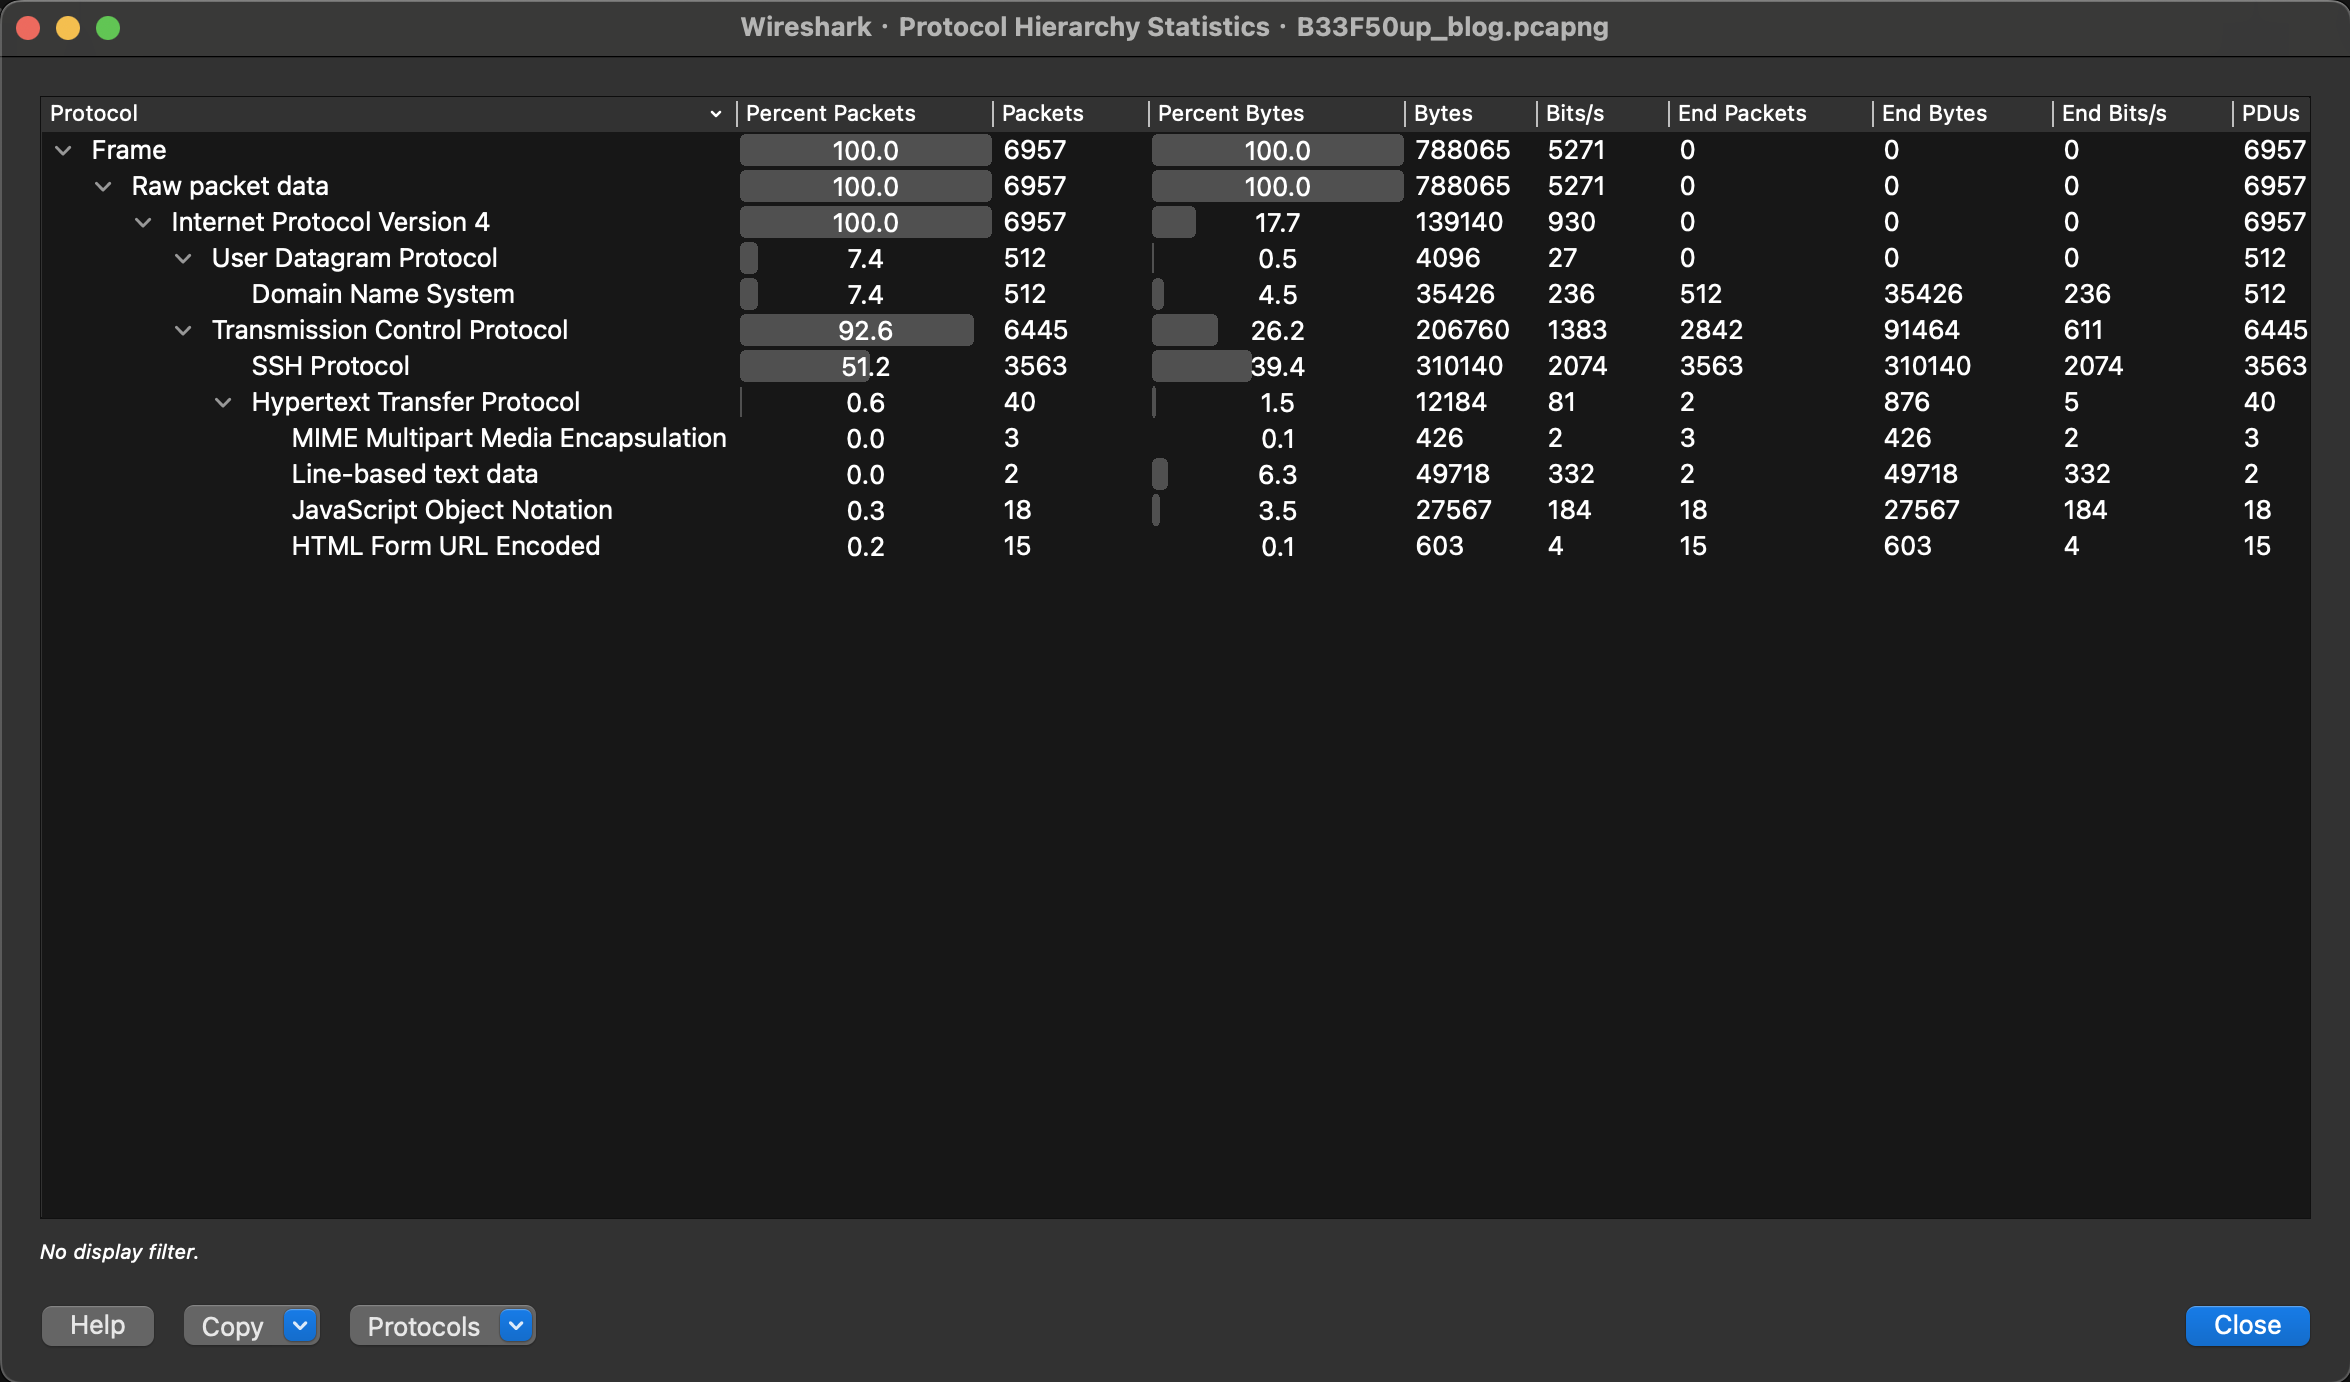 Wireshark · Protocol Hierarchy Statistics · B33F50up_blog.pcapng
Protocol Percent Packets Packets Percent Bytes Bytes Bits/s End Packets End Bytes End Bits/s PDUs
Frame 100.0 6957 100.0 788065 5271 0 0 0 6957
Raw packet data 100.0 6957 100.0 788065 5271 0 0 0 6957
Internet Protocol Version 4 100.0 6957 17.7 139140 930 0 0 0 6957
User Datagram Protocol 7.4 512 0.5 4096 27 0 0 0 512
Domain Name System 7.4 512 4.5 35426 236 512 35426 236 512
Transmission Control Protocol 92.6 6445 26.2 206760 1383 2842 91464 611 6445
SSH Protocol 51.2 3563 39.4 310140 2074 3563 310140 2074 3563
Hypertext Transfer Protocol 0.6 40 1.5 12184 81 2 876 5 40
MIME Multipart Media Encapsulation 0.0 3 0.1 426 2 3 426 2 3
Line-based text data 0.0 2 6.3 49718 332 2 49718 332 2
JavaScript Object Notation 0.3 18 3.5 27567 184 18 27567 184 18
HTML Form URL Encoded 0.2 15 0.1 603 4 15 603 4 15
No display filter.
Help Copy Protocols Close